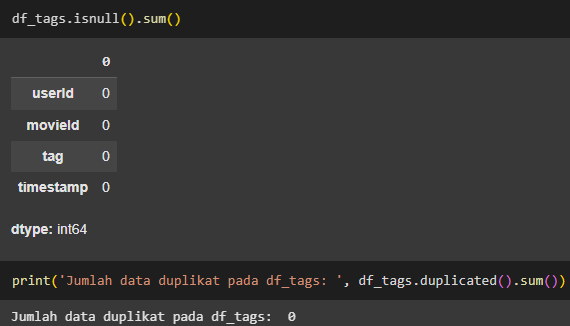 df_tags.isnull().sum()
0
userId 0
movieId 0
tag 0
timestamp 0
dtype: int64
print('Jumlah data duplikat pada df_tags: ', df_tags.duplicated().sum())
Jumlah data duplikat pada df_tags:  0